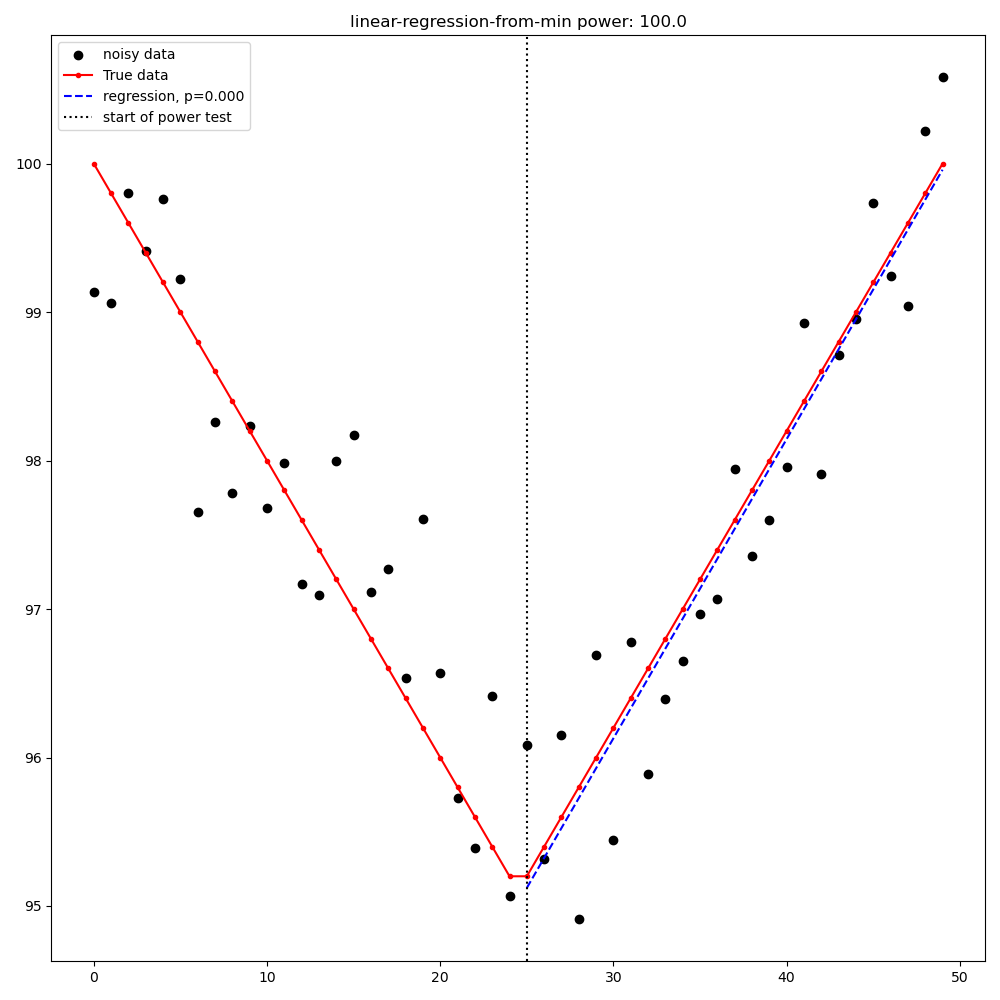 linear-regression-from-min power: 100.0
noisy data
True data
regression, p=0.000
start of power test
100
99
98
97
96
95
0 10 20 30 40 50